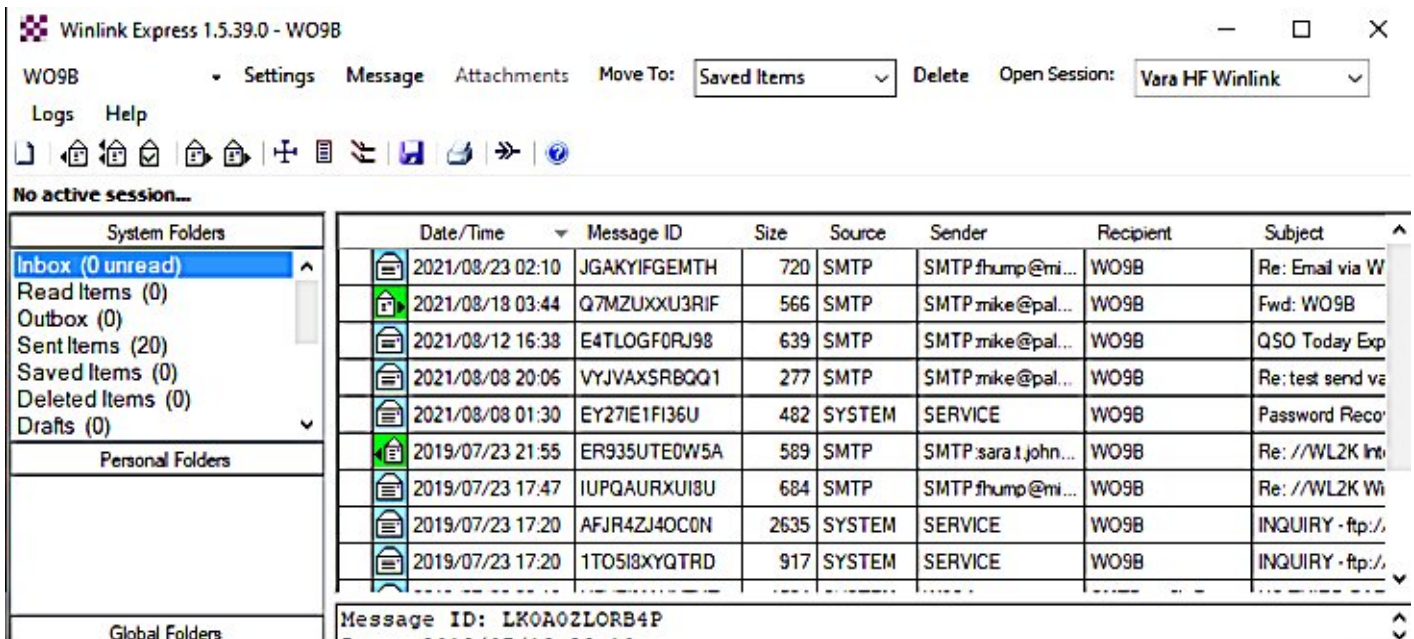 Winlink Express 1.5.39.0 - WO9B
WO9B Settings Message Attachments Move To: Saved Items Delete Open Session: Vara HF Winlink
Logs Help
No active session...
System Folders
Inbox (0 unread)
Read Items (0)
Outbox (0)
Sent Items (20)
Saved Items (0)
Deleted Items (0)
Drafts (0)
Personal Folders
Global Folders
Date/Time Message ID Size Source Sender Recipient Subject
2021/08/23 02:10 JGAKYIFGEMTH 720 SMTP SMTP:fhump@mi... WO9B Re: Email via W
2021/08/18 03:44 Q7MZUXXU3RIF 566 SMTP SMTP:mike@pal... WO9B Fwd: WO9B
2021/08/12 16:38 E4TLOGF0RJ98 639 SMTP SMTP:mike@pal... WO9B QSO Today Exp
2021/08/08 20:06 VYJVAXSRBQQ1 277 SMTP SMTP:mike@pal... WO9B Re: test send va
2021/08/08 01:30 EY27IE1FI36U 482 SYSTEM SERVICE WO9B Password Recov
2019/07/23 21:55 ER935UTE0W5A 589 SMTP SMTP:sara.t.john... WO9B Re: //WL2K Int
2019/07/23 17:47 IUPQAURXUI8U 684 SMTP SMTP:fhump@mi... WO9B Re: //WL2K Wi
2019/07/23 17:20 AFJR4ZJ4OC0N 2635 SYSTEM SERVICE WO9B INQUIRY - ftp:/
2019/07/23 17:20 1TO5I8XYQTRD 917 SYSTEM SERVICE WO9B INQUIRY - ftp:/
Message ID: LK0A0ZLORB4P